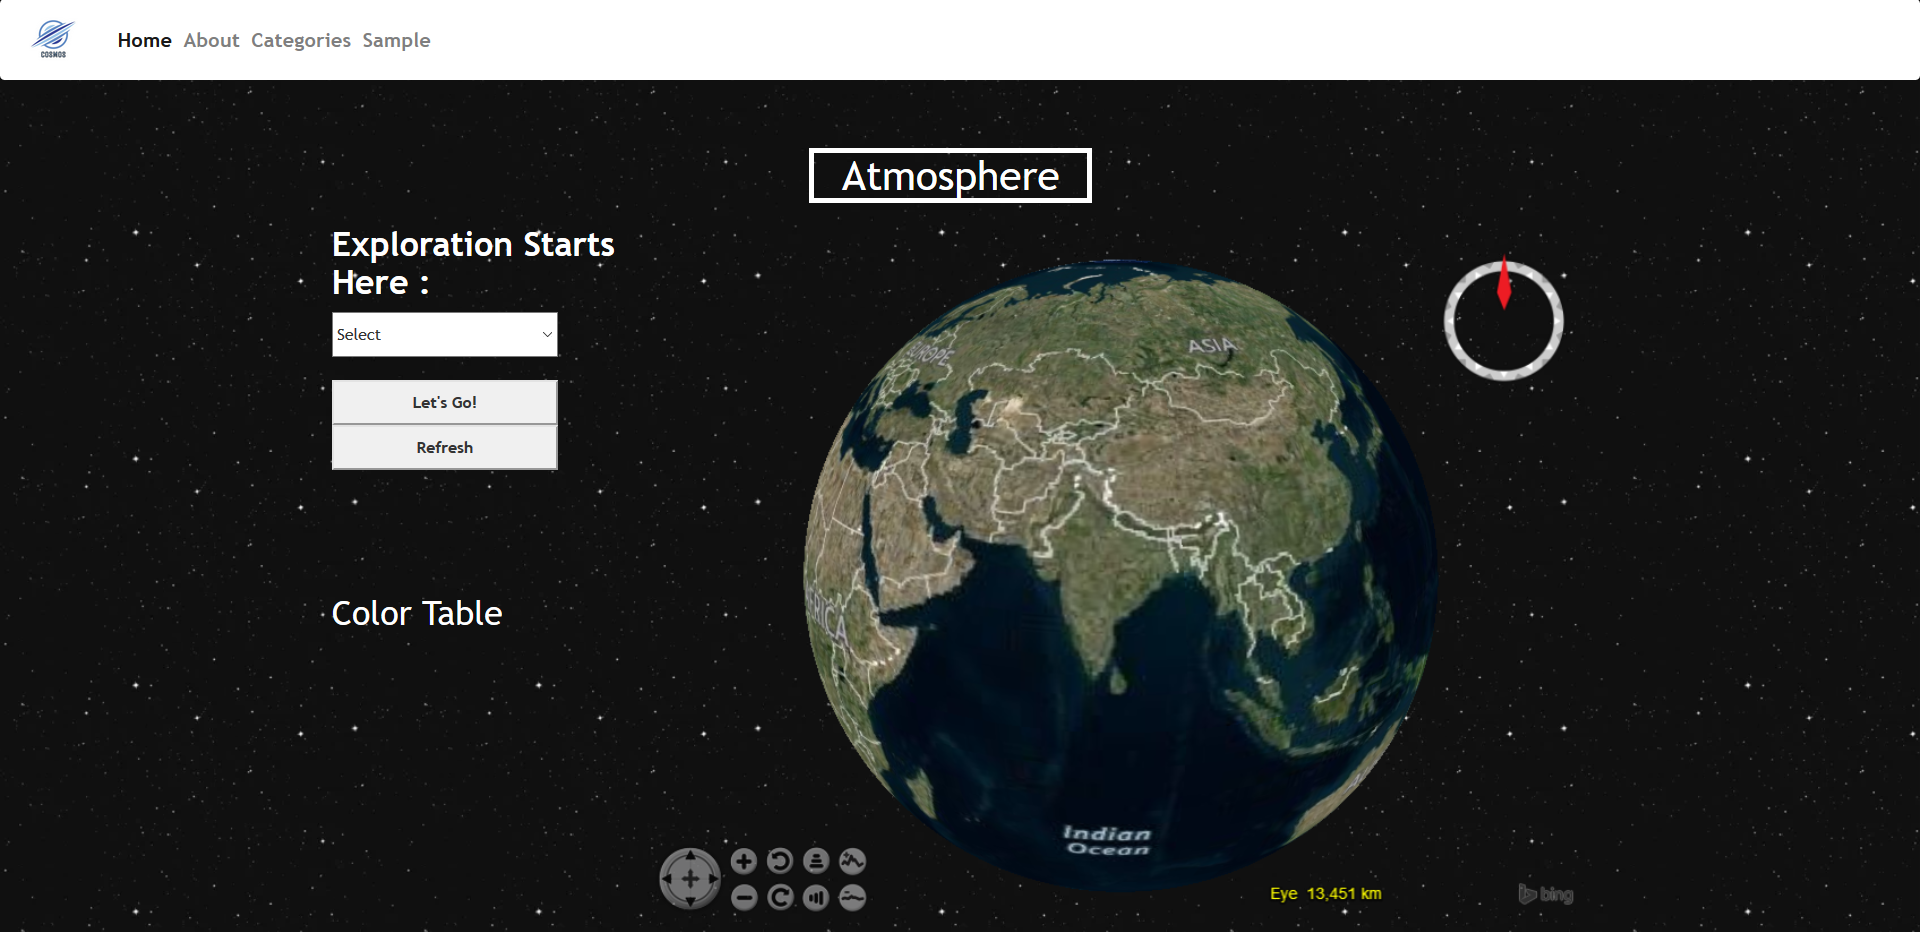 COSMOS
Home About Categories Sample
Atmosphere
Exploration Starts
Here :
Select
Let's Go!
Refresh
Color Table
EUROPE
ASIA
Indian
Ocean
Eye 13,451 km
bing